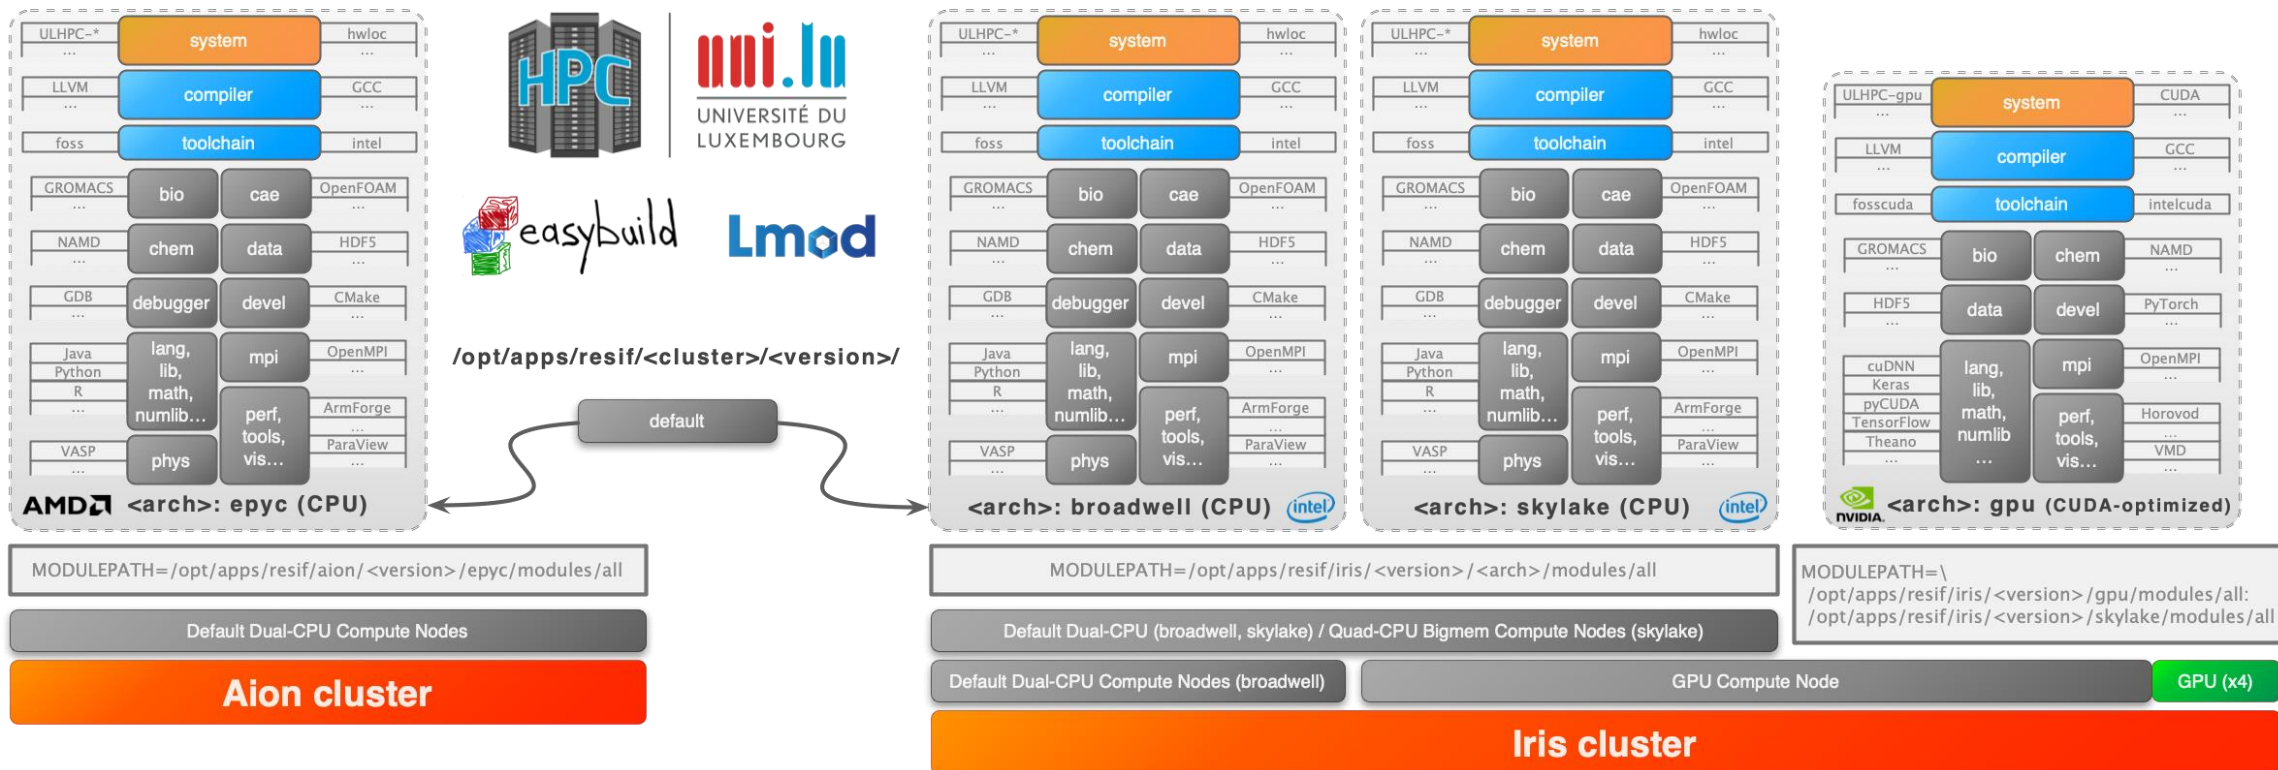 ULHPC-*
...
system
hwloc
...
LLVM
...
compiler
GCC
...
foss
toolchain
intel
GROMACS
...
bio
cae
OpenFOAM
...
NAMD
...
chem
data
HDF5
...
GDB
...
debugger
devel
CMake
...
Java
Python
R
...
lang,
lib,
math,
numlib...
mpi
OpenMPI
...
perf,
tools,
vis...
ArmForge
...
ParaView
...
VASP
...
phys
AMD
<arch>: epyc (CPU)
MODULEPATH=/opt/apps/resif/aion/<version>/epyc/modules/all
Default Dual-CPU Compute Nodes
Aion cluster
HPC
uni.lu
UNIVERSITÉ DU
LUXEMBOURG
easybuild
Lmod
/opt/apps/resif/<cluster>/<version>/
default
ULHPC-*
...
system
hwloc
...
LLVM
...
compiler
GCC
...
foss
toolchain
intel
GROMACS
...
bio
cae
OpenFOAM
...
NAMD
...
chem
data
HDF5
...
GDB
...
debugger
devel
CMake
...
Java
Python
R
...
lang,
lib,
math,
numlib...
mpi
OpenMPI
...
perf,
tools,
vis...
ArmForge
...
ParaView
...
VASP
...
phys
<arch>: broadwell (CPU)
intel
ULHPC-*
...
system
hwloc
...
LLVM
...
compiler
GCC
...
foss
toolchain
intel
GROMACS
...
bio
cae
OpenFOAM
...
NAMD
...
chem
data
HDF5
...
GDB
...
debugger
devel
CMake
...
Java
Python
R
...
lang,
lib,
math,
numlib...
mpi
OpenMPI
...
perf,
tools,
vis...
ArmForge
...
ParaView
...
VASP
...
phys
<arch>: skylake (CPU)
intel
ULHPC-gpu
...
system
CUDA
...
LLVM
...
compiler
GCC
...
fosscuda
toolchain
intelcuda
GROMACS
...
bio
chem
NAMD
...
HDF5
...
data
devel
PyTorch
...
cuDNN
Keras
pyCUDA
TensorFlow
Theano
...
lang,
lib,
math,
numlib
...
mpi
OpenMPI
...
perf,
tools,
vis...
Horovod
...
VMD
...
NVIDIA.
<arch>: gpu (CUDA-optimized)
MODULEPATH=/opt/apps/resif/iris/<version>/<arch>/modules/all
MODULEPATH=\
/opt/apps/resif/iris/<version>/gpu/modules/all:
/opt/apps/resif/iris/<version>/skylake/modules/all
Default Dual-CPU (broadwell, skylake) / Quad-CPU Bigmem Compute Nodes (skylake)
Default Dual-CPU Compute Nodes (broadwell)
GPU Compute Node
GPU (x4)
Iris cluster